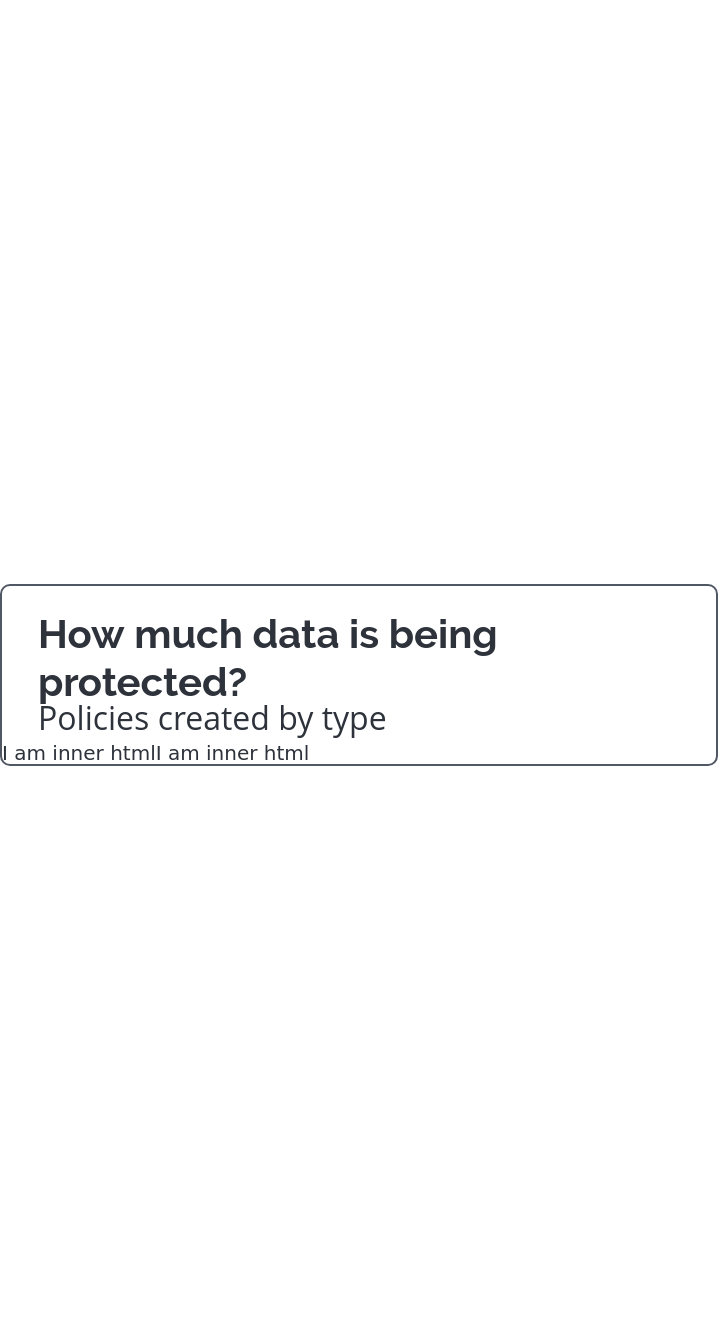 How much data is being
protected?
Policies created by type
I am inner htmlI am inner html